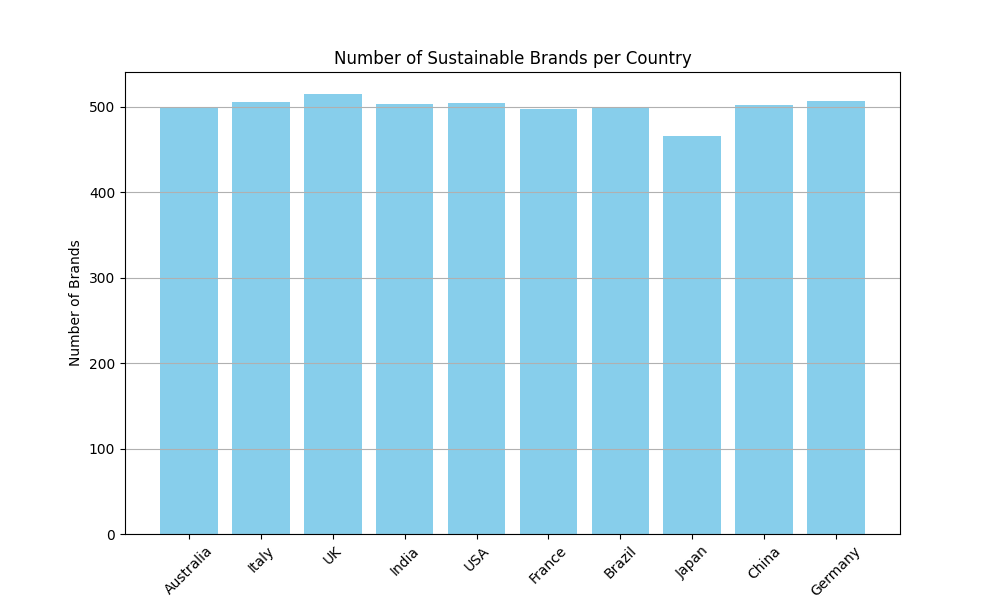 Number of Sustainable Brands per Country
Number of Brands
500
400
300
200
100
0
Australia
Italy
UK
India
USA
France
Brazil
Japan
China
Germany